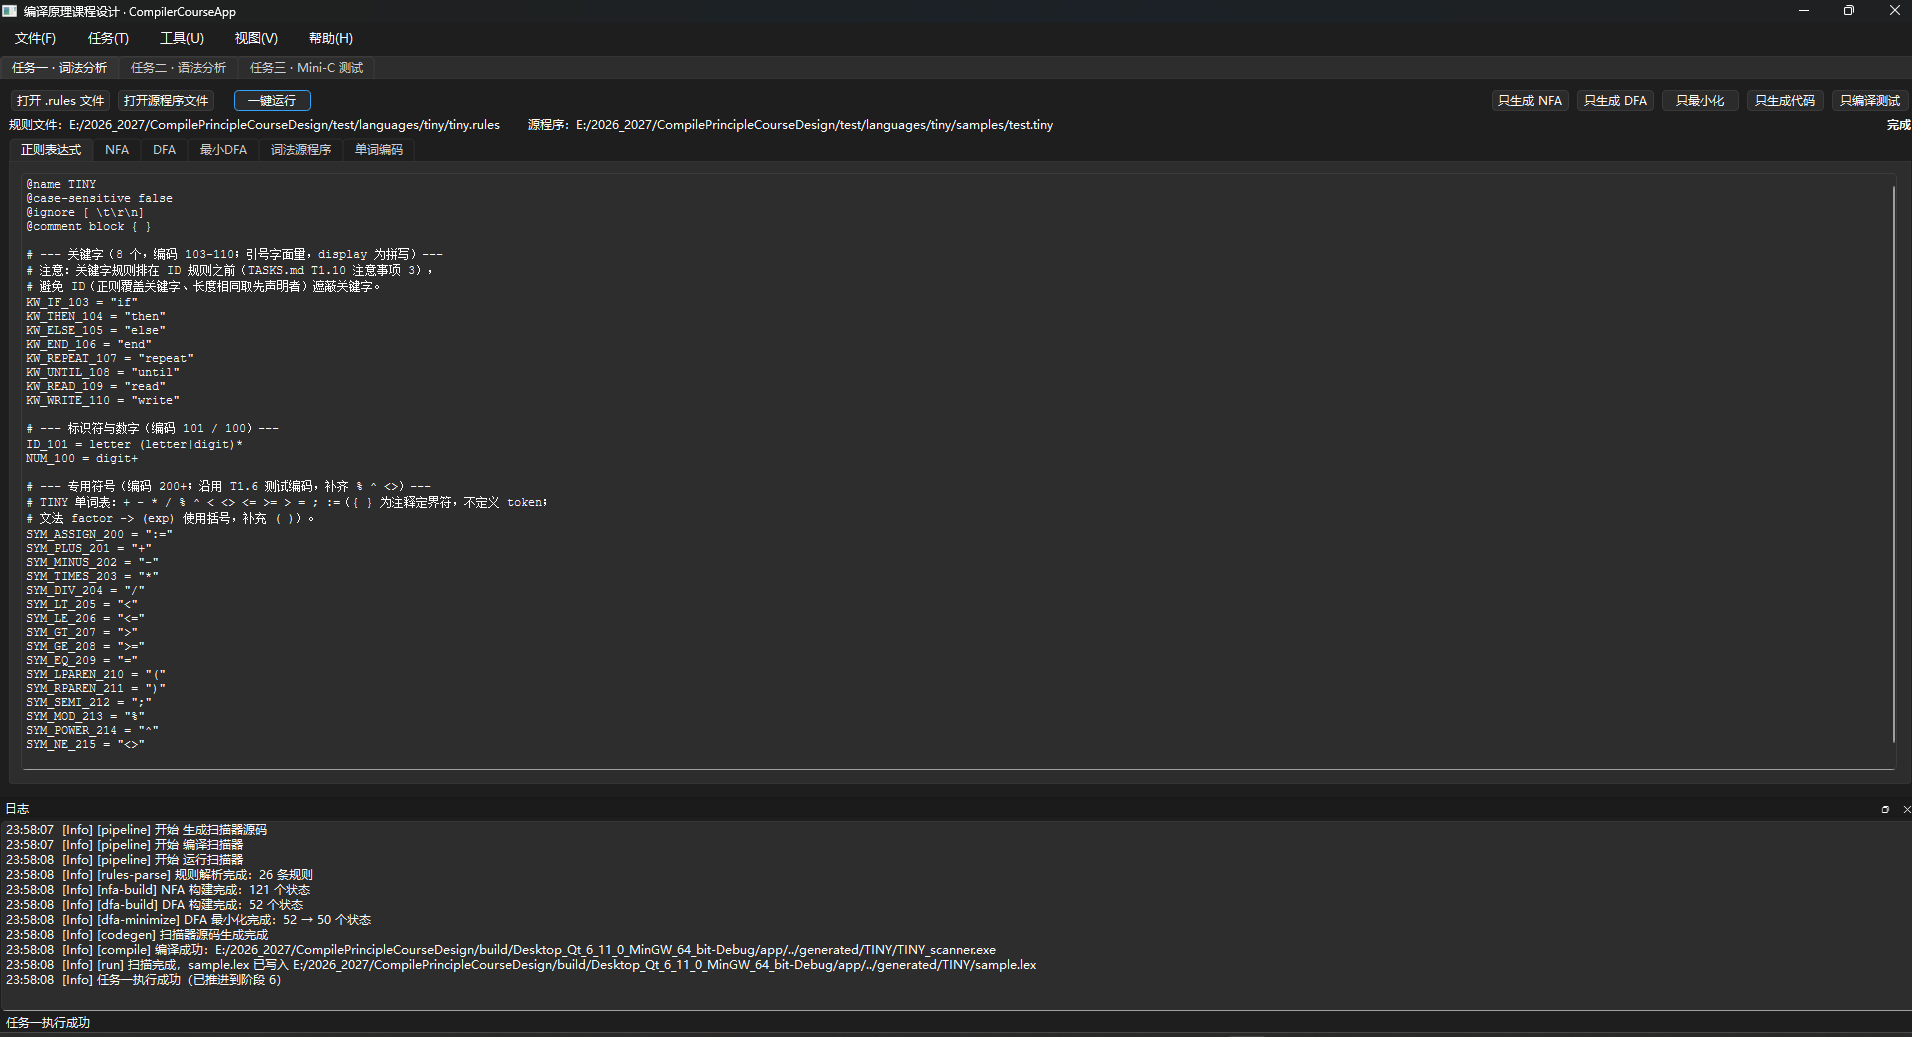 编译原理课程设计 · CompilerCourseApp
文件(F) 任务(T) 工具(U) 视图(V) 帮助(H)
任务一 · 词法分析 任务二 · 语法分析 任务三 · Mini-C 测试
打开 .rules 文件 打开源程序文件 一键运行 只生成 NFA 只生成 DFA 只最小化 只生成代码 只编译测试
规则文件: E:/2026_2027/CompilePrincipleCourseDesign/test/languages/tiny/tiny.rules 源程序: E:/2026_2027/CompilePrincipleCourseDesign/test/languages/tiny/samples/test.tiny 完成
正则表达式 NFA DFA 最小DFA 词法源程序 单词编码
@name TINY
@case-sensitive false
@ignore [ \t\r\n]
@comment block { }
# --- 关键字（8 个，编码 103-110；引号字面量，display 为拼写）---
# 注意：关键字规则排在 ID 规则之前（TASKS.md T1.10 注意事项 3），
# 避免 ID（正则覆盖关键字、长度相同取先声明者）遮蔽关键字。
KW_IF_103 = "if"
KW_THEN_104 = "then"
KW_ELSE_105 = "else"
KW_END_106 = "end"
KW_REPEAT_107 = "repeat"
KW_UNTIL_108 = "until"
KW_READ_109 = "read"
KW_WRITE_110 = "write"
# --- 标识符与数字（编码 101 / 100）---
ID_101 = letter (letter|digit)*
NUM_100 = digit+
# --- 专用符号（编码 200+；沿用 T1.6 测试编码，补齐 % ^ <>）---
# TINY 单词表：+ - * / % ^ < <> <= >= > = ; :=（{ } 为注释定界符，不定义 token；
# 文法 factor -> (exp) 使用括号，补充 ( )）。
SYM_ASSIGN_200 = ":="
SYM_PLUS_201 = "+"
SYM_MINUS_202 = "-"
SYM_TIMES_203 = "*"
SYM_DIV_204 = "/"
SYM_LT_205 = "<"
SYM_LE_206 = "<="
SYM_GT_207 = ">"
SYM_GE_208 = ">="
SYM_EQ_209 = "="
SYM_LPAREN_210 = "("
SYM_RPAREN_211 = ")"
SYM_SEMI_212 = ";"
SYM_MOD_213 = "%"
SYM_POWER_214 = "^"
SYM_NE_215 = "<>"
日志
23:58:07 [Info] [pipeline] 开始 生成扫描器源码
23:58:07 [Info] [pipeline] 开始 编译扫描器
23:58:08 [Info] [pipeline] 开始 运行扫描器
23:58:08 [Info] [rules-parse] 规则解析完成: 26 条规则
23:58:08 [Info] [nfa-build] NFA 构建完成: 121 个状态
23:58:08 [Info] [dfa-build] DFA 构建完成: 52 个状态
23:58:08 [Info] [dfa-minimize] DFA 最小化完成: 52 → 50 个状态
23:58:08 [Info] [codegen] 扫描器源码生成完成
23:58:08 [Info] [compile] 编译成功: E:/2026_2027/CompilePrincipleCourseDesign/build/Desktop_Qt_6_11_0_MinGW_64_bit-Debug/app/../generated/TINY/TINY_scanner.exe
23:58:08 [Info] [run] 扫描完成，sample.lex 已写入 E:/2026_2027/CompilePrincipleCourseDesign/build/Desktop_Qt_6_11_0_MinGW_64_bit-Debug/app/../generated/TINY/sample.lex
23:58:08 [Info] 任务一执行成功（已推进到阶段 6）
任务一执行成功